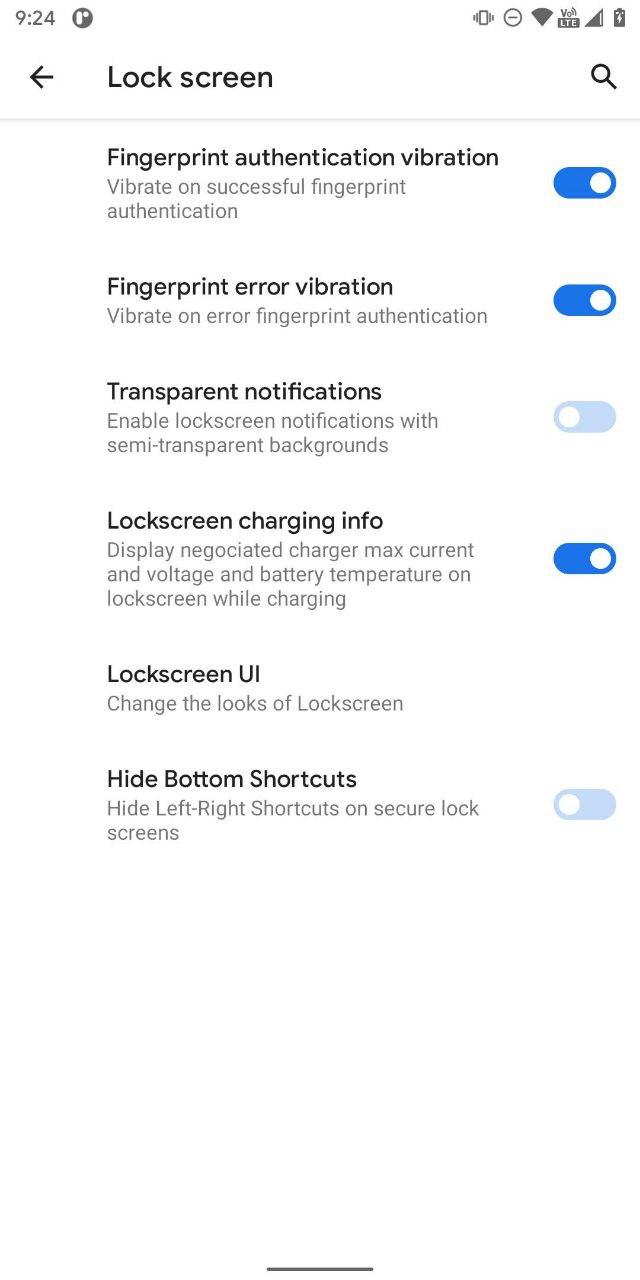 9:24
Vo))
LTE
Lock screen
Fingerprint authentication vibration
Vibrate on successful fingerprint
authentication
Fingerprint error vibration
Vibrate on error fingerprint authentication
Transparent notifications
Enable lockscreen notifications with
semi-transparent backgrounds
Lockscreen charging info
Display negociated charger max current
and voltage and battery temperature on
lockscreen while charging
Lockscreen UI
Change the looks of Lockscreen
Hide Bottom Shortcuts
Hide Left-Right Shortcuts on secure lock
screens